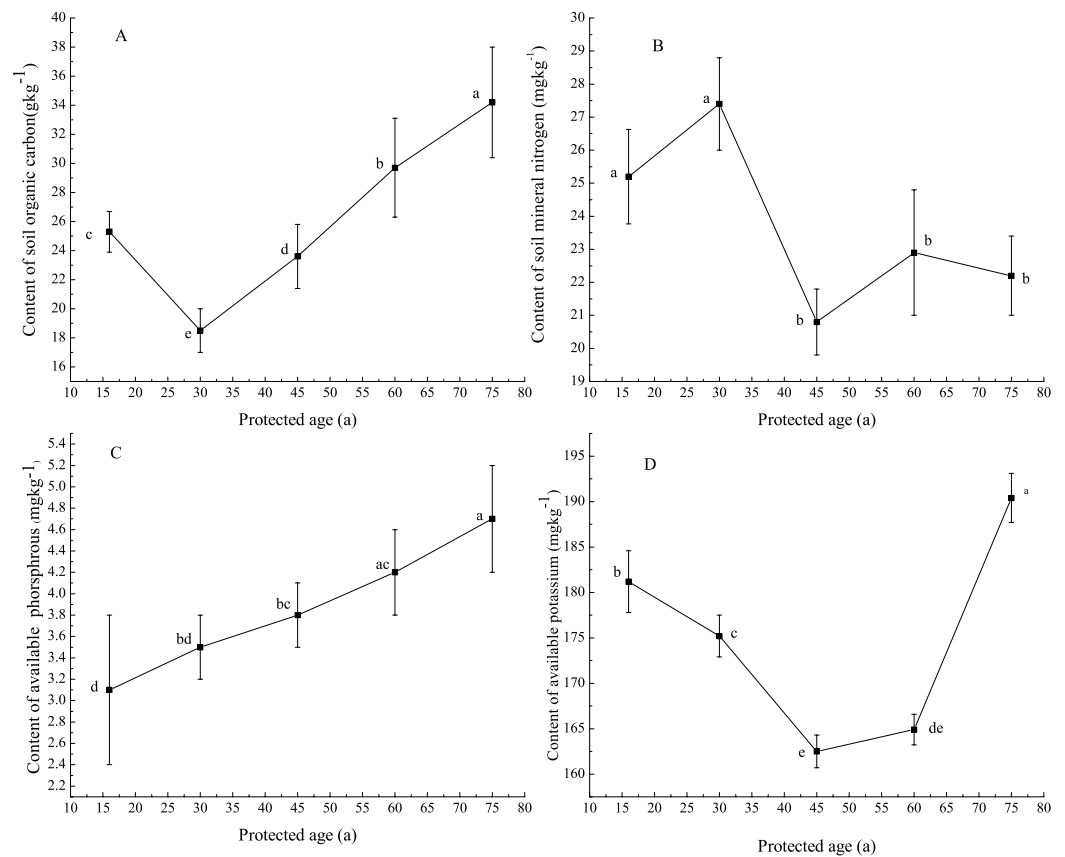 A
Content of soil organic carbon(gkg-1)
40
38
36
34
32
30
28
26
24
22
20
18
16
c
e
d
b
a
10 15 20 25 30 35 40 45 50 55 60 65 70 75 80
Protected age (a)
B
Content of soil mineral nitrogen (mgkg-1)
30
29
28
27
26
25
24
23
22
21
20
19
a
a
b
b
b
10 15 20 25 30 35 40 45 50 55 60 65 70 75 80
Protected age (a)
C
Content of available phorsphrous (mgkg-1)
5.4
5.2
5.0
4.8
4.6
4.4
4.2
4.0
3.8
3.6
3.4
3.2
3.0
2.8
2.6
2.4
2.2
d
bd
bc
ac
a
10 15 20 25 30 35 40 45 50 55 60 65 70 75 80
Protected age (a)
D
Content of available potassium (mgkg-1)
195
190
185
180
175
170
165
160
b
c
e
de
a
10 15 20 25 30 35 40 45 50 55 60 65 70 75 80
Protected age (a)